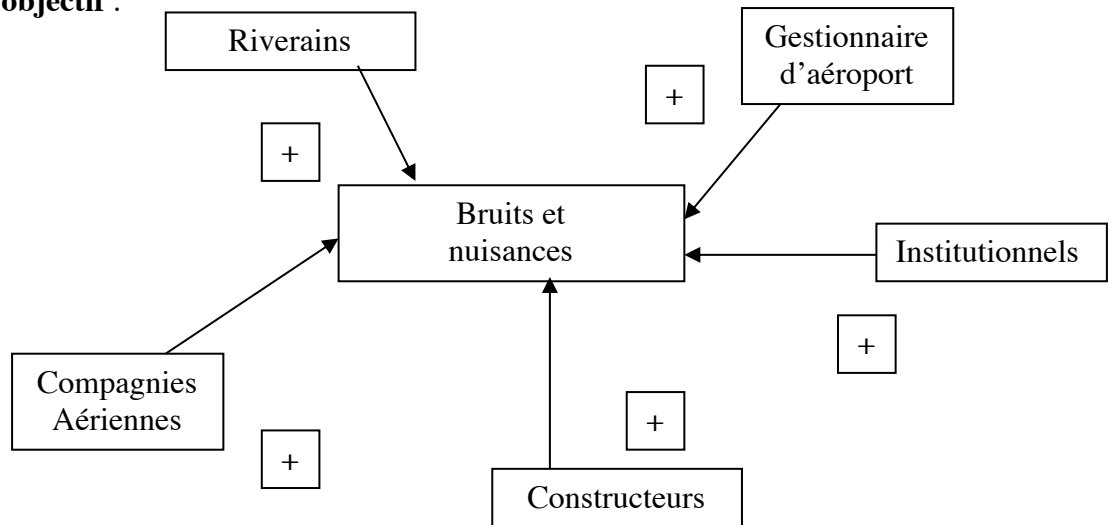 objectif :
Riverains
Gestionnaire
d’aéroport
+
+
Bruits et
nuisances
Institutionnels
+
Compagnies
Aériennes
+
+
Constructeurs